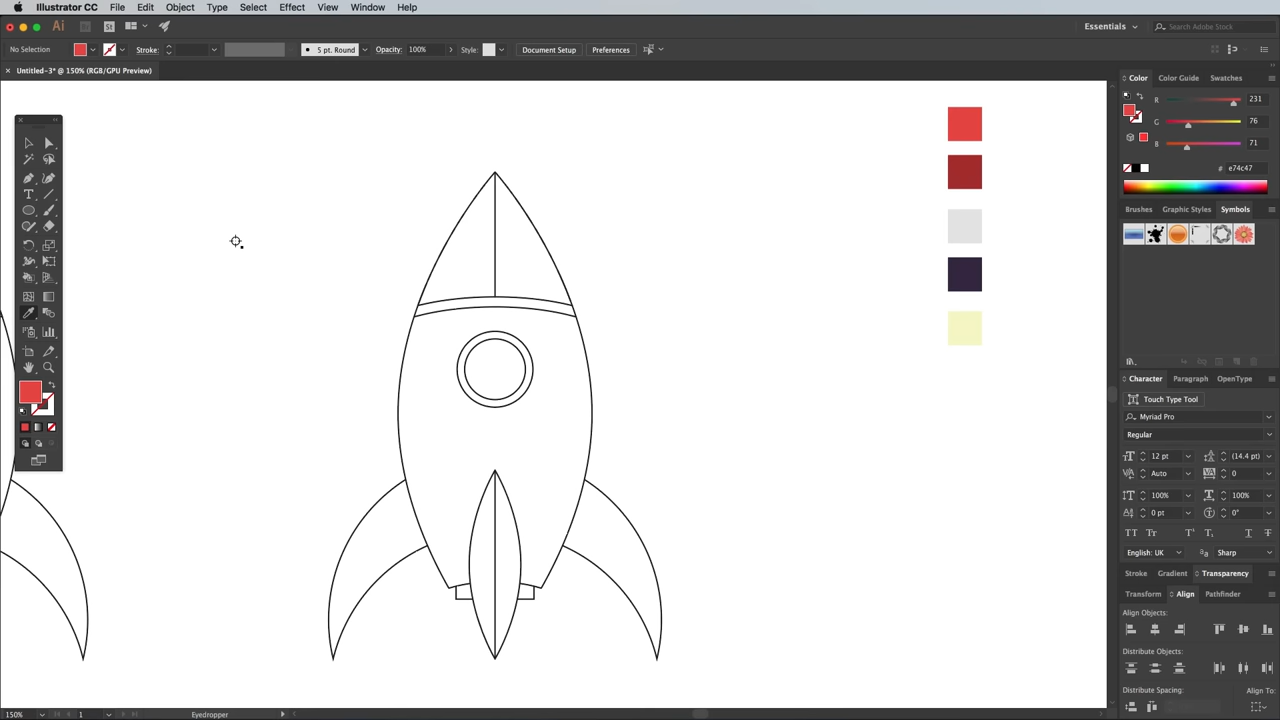 Illustrator CC File Edit Object Type Select Effect View Window Help
Ai Br St Essentials Search Adobe Stock
No Selection Stroke: 5 pt. Round Opacity: 100% Style: Document Setup Preferences
Untitled-3* @ 150% (RGB/GPU Preview)
Color Color Guide Swatches
R 231
G 76
B 71
# e74c47
Brushes Graphic Styles Symbols
Character Paragraph OpenType
Touch Type Tool
Myriad Pro
Regular
12 pt (14.4 pt)
Auto 0
100% 100%
0 pt 0°
English: UK Sharp
Stroke Gradient Transparency
Transform Align Pathfinder
Align Objects:
Distribute Objects:
Distribute Spacing: Align To:
150% 1 Eyedropper